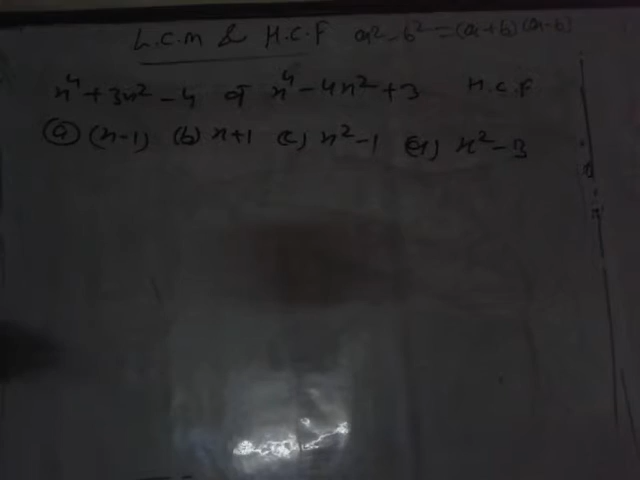 L.C.M & H.C.F a² - b² = (a+b) (a-b)
x⁴ + 3x² - 4 x⁴ - 4x² + 3 H.C.F
(a) (x-1) (b) x+1 (c) x² - 1 (d) x² - 3